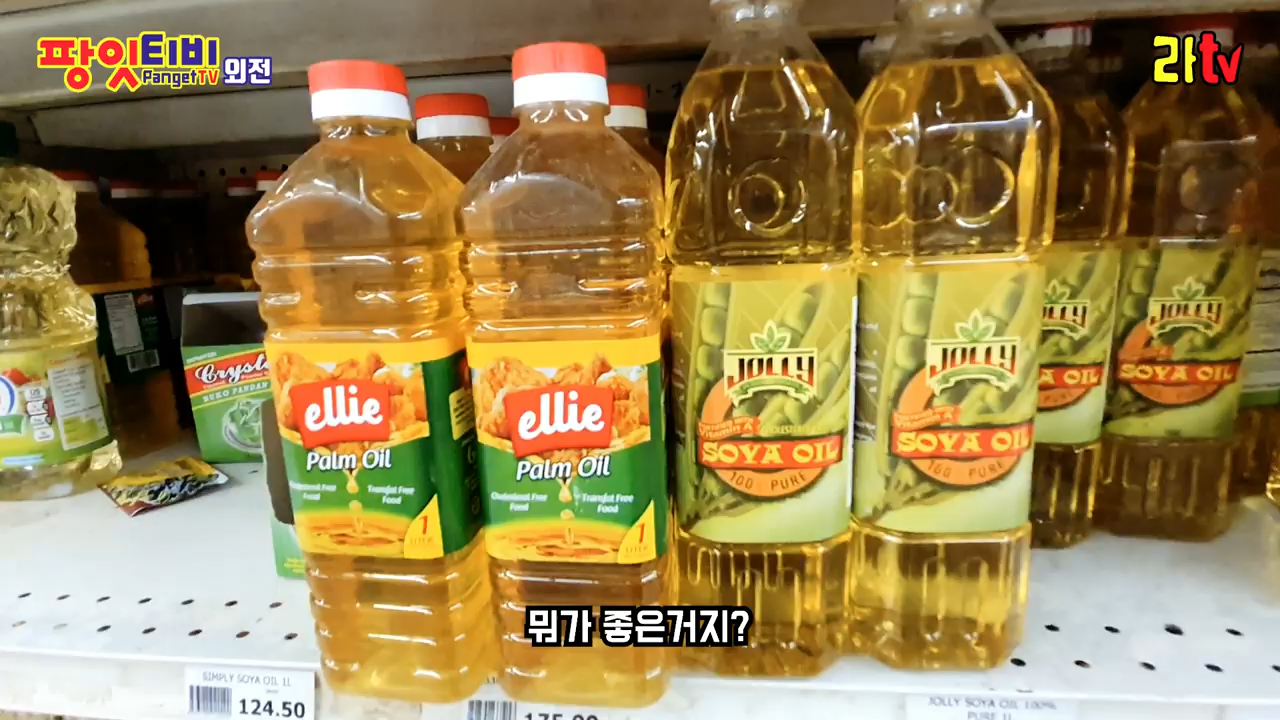 팡잇티비
PangetTV 외전
라tv
ellie
Palm Oil
Cholesterol Free
Food
Transfat Free
Food
1
LITER
ellie
Palm Oil
Cholesterol Free
Food
Transfat Free
Food
1
LITER
JOLLY
SOYA OIL
100% PURE
JOLLY
Vitamin A
SOYA OIL
100% PURE
JOLLY
OIL
JOLLY
SOYA OIL
BUKO PANDAN
뭐가 좋은거지?
SIMPLY SOYA OIL 1L
124.50
JOLLY SOYA OIL 100%
PURE 1L